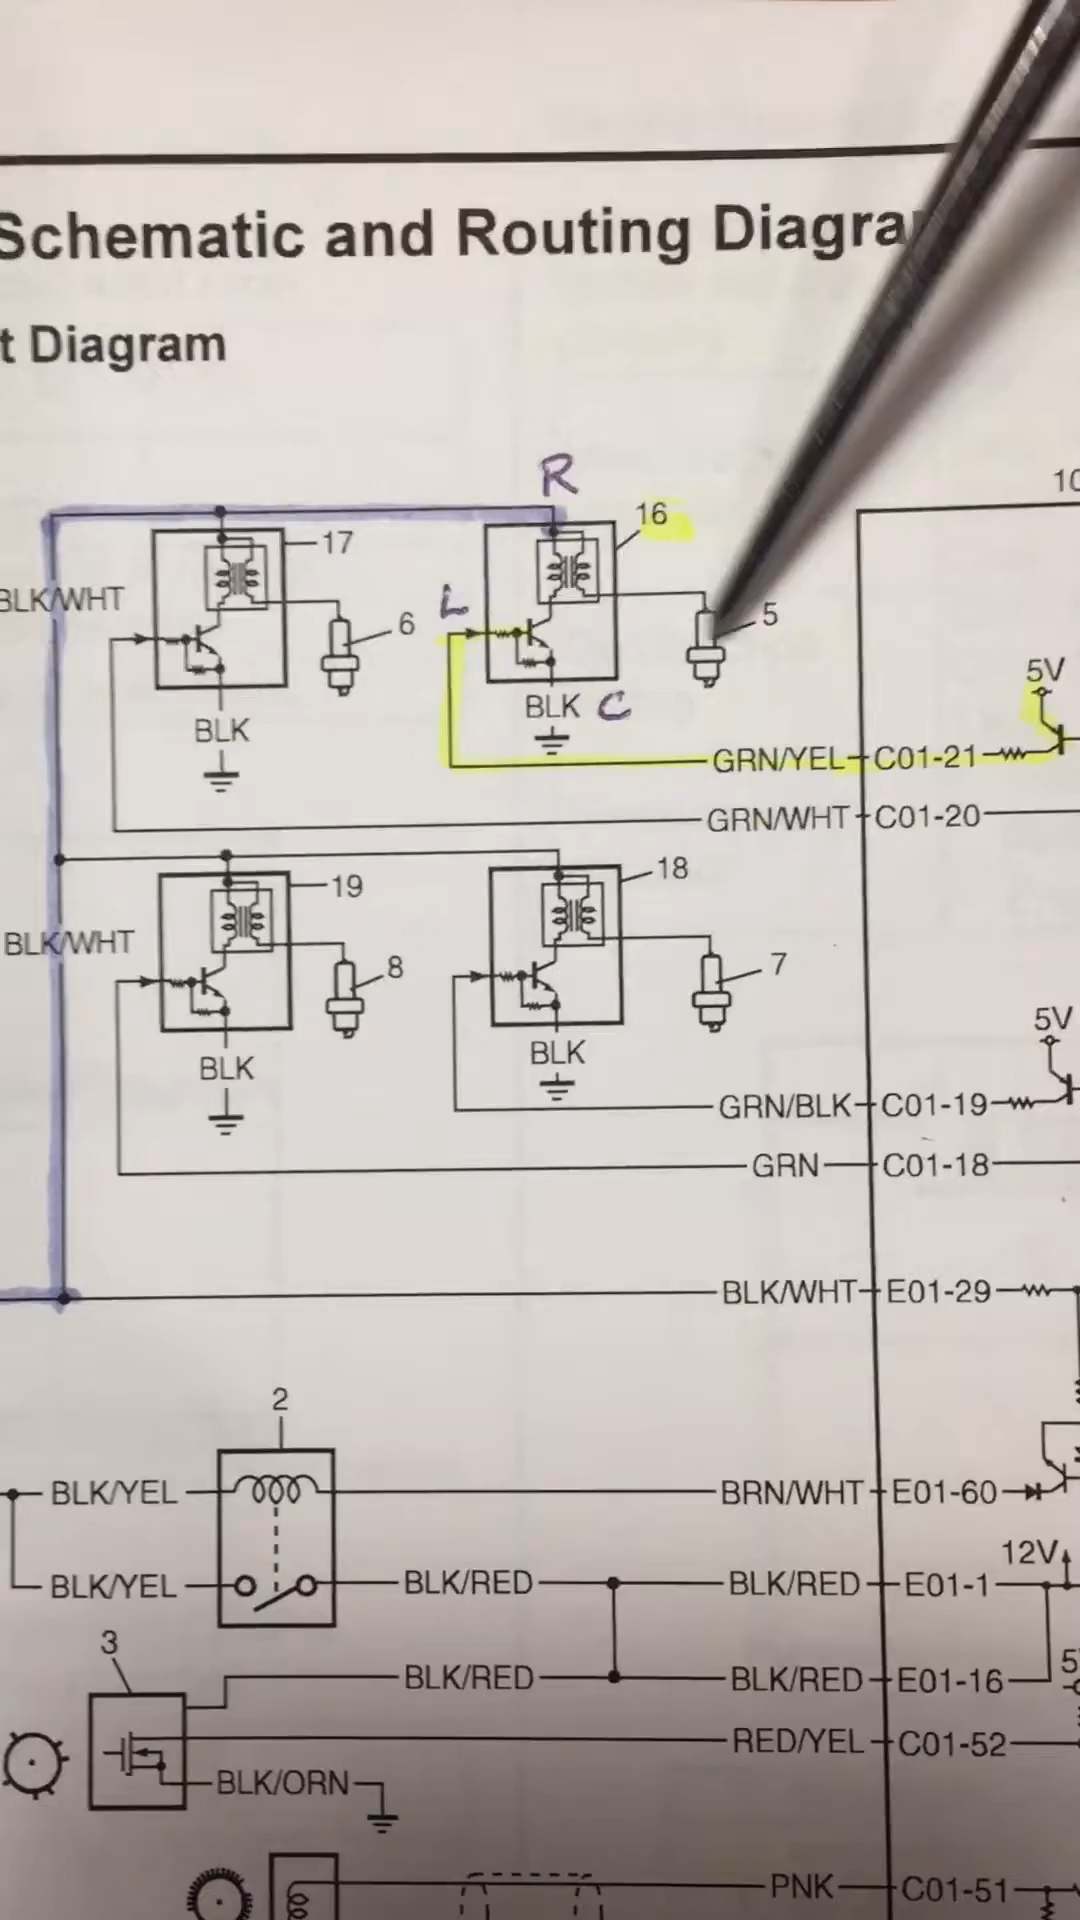 Schematic and Routing Diagra
t Diagram
R
10
16
17
BLK/WHT
L
6
5
5V
BLK C
BLK
GRN/YEL C01-21
GRN/WHT C01-20
19
18
BLK/WHT
8
7
5V
BLK
BLK
GRN/BLK C01-19
GRN C01-18
BLK/WHT E01-29
2
BLK/YEL BRN/WHT E01-60
12V
BLK/YEL BLK/RED BLK/RED E01-1
3
5
BLK/RED BLK/RED E01-16
RED/YEL C01-52
BLK/ORN
PNK C01-51